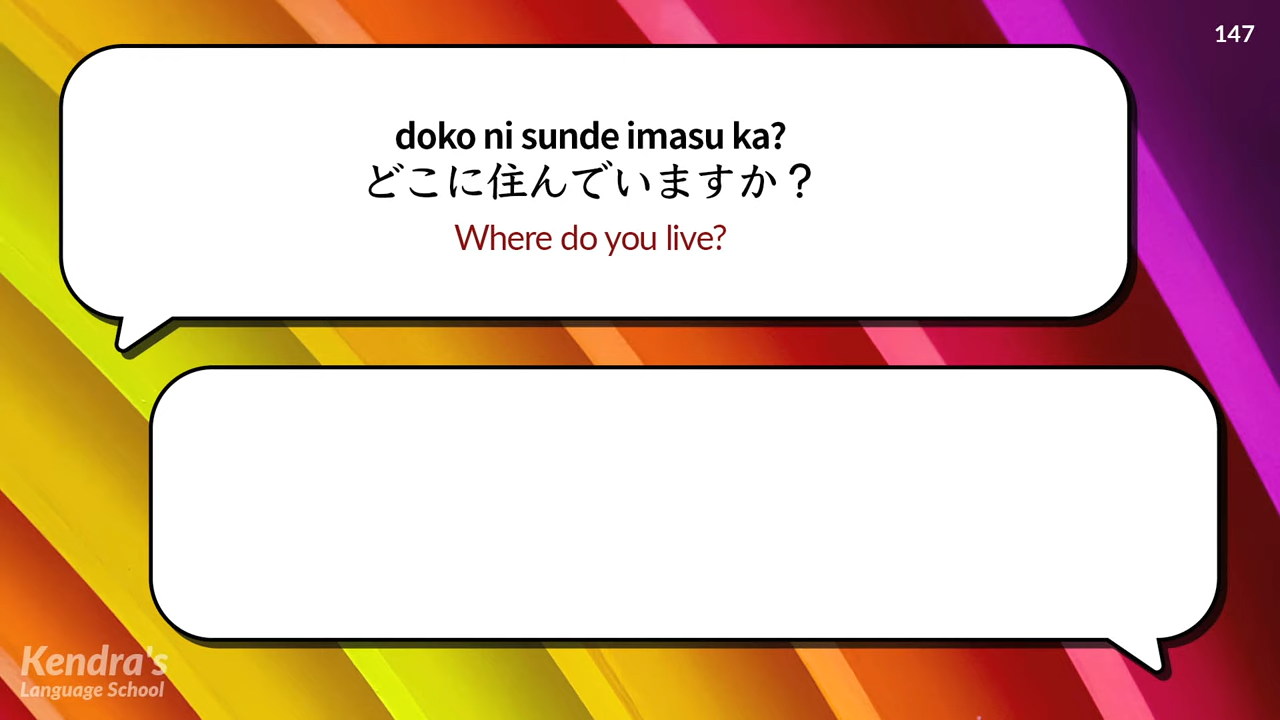 147
doko ni sunde imasu ka?
どこに住んでいますか？
Where do you live?
Kendra's
Language School